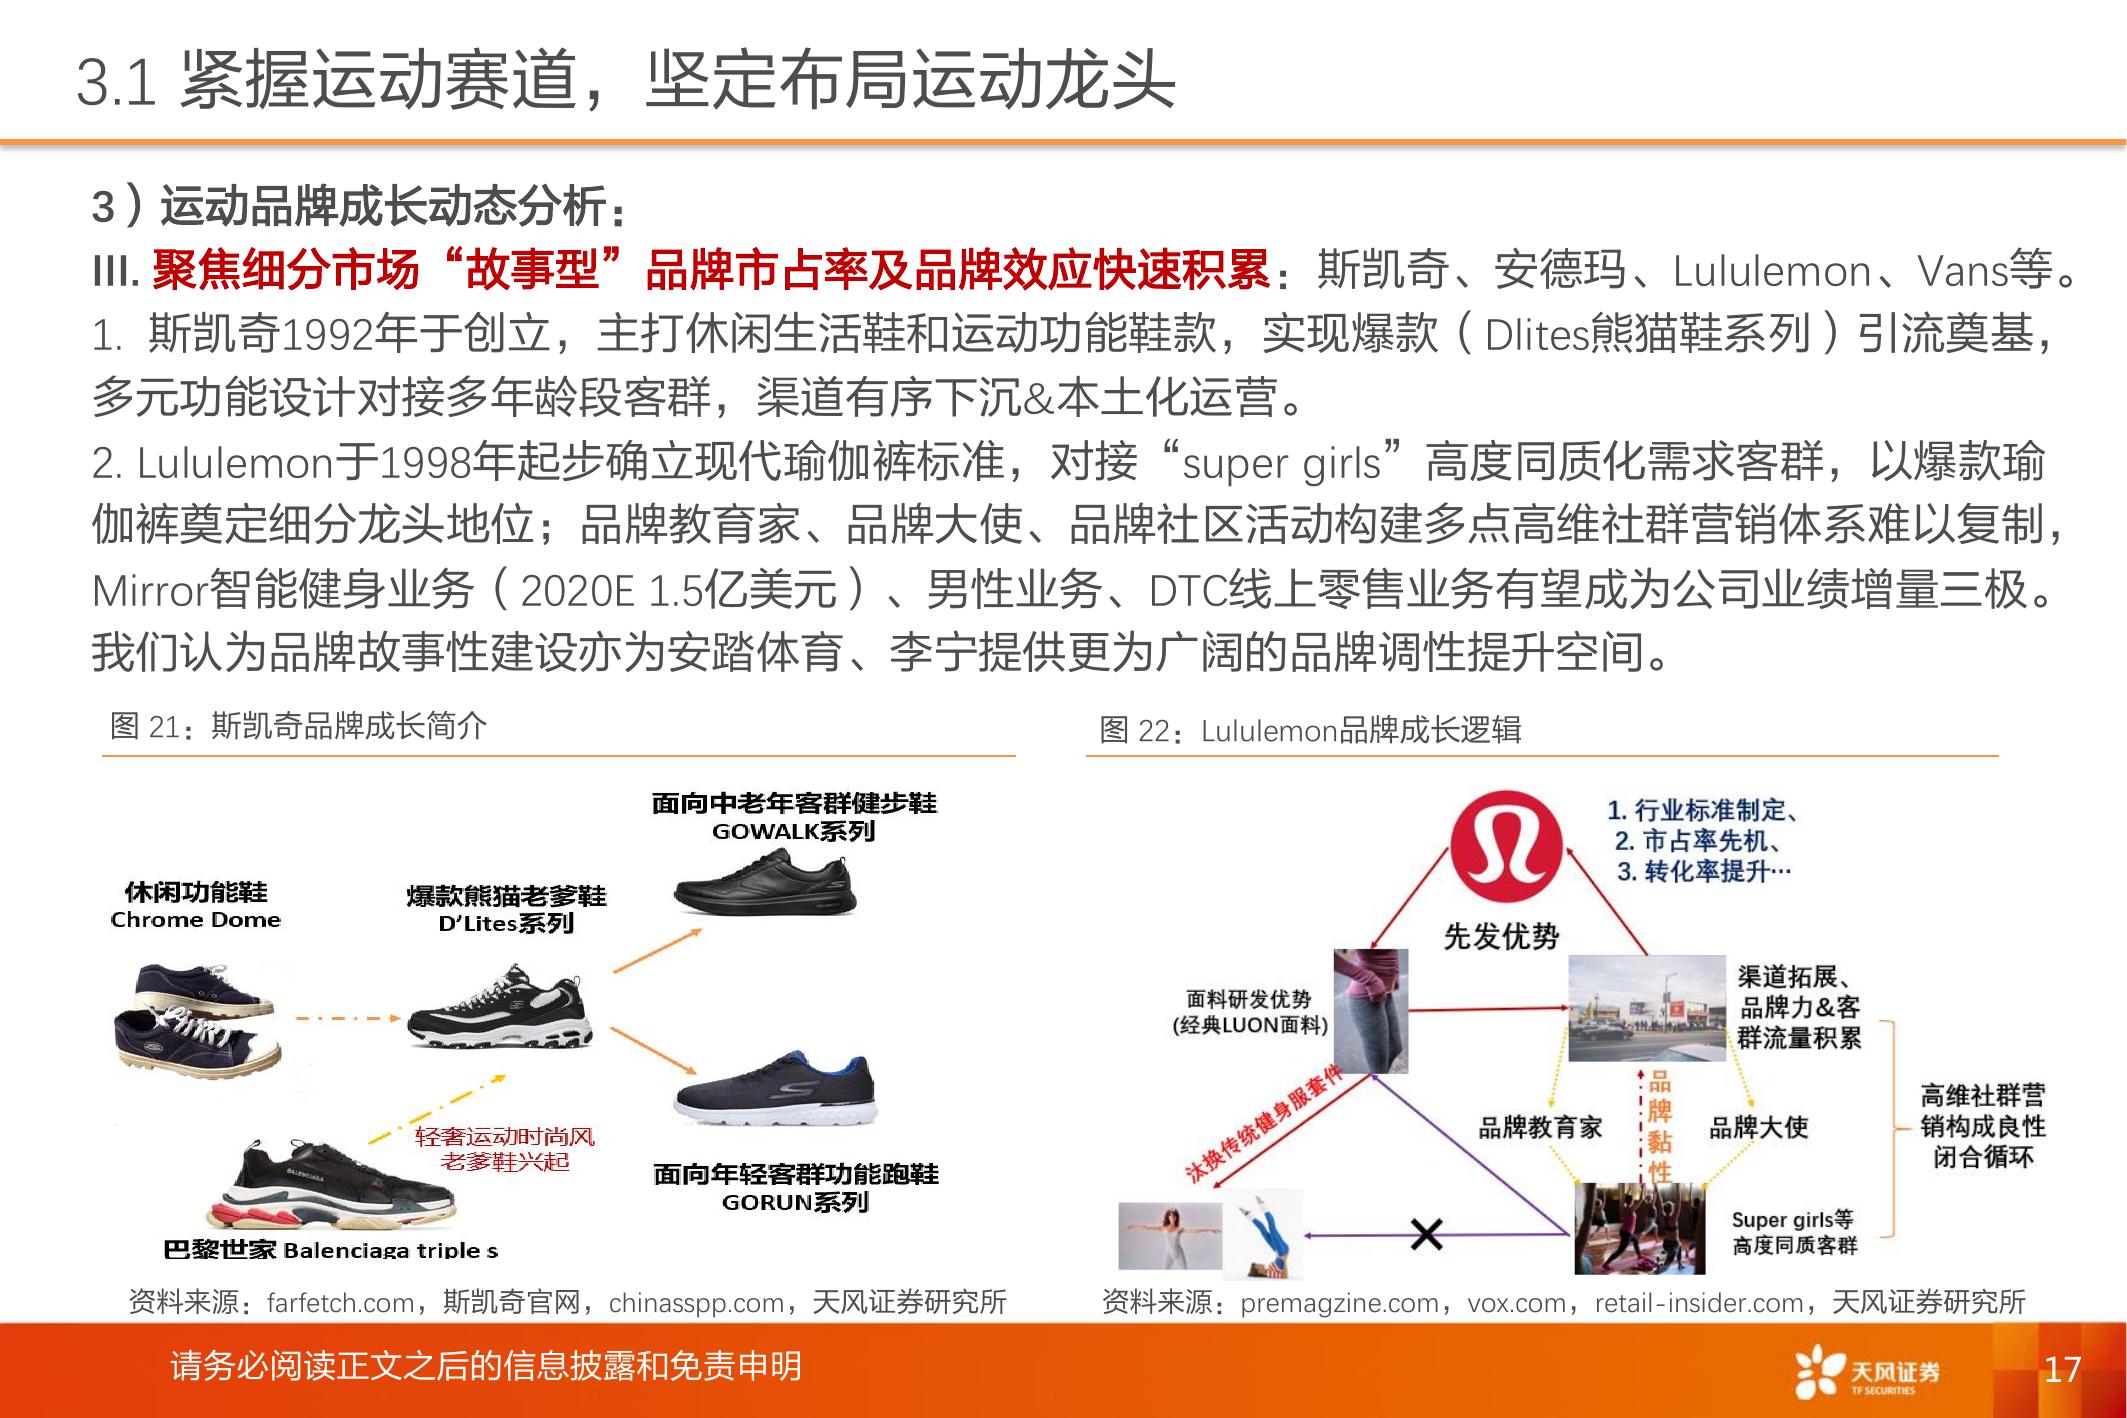 3.1 紧握运动赛道，坚定布局运动龙头
3）运动品牌成长动态分析：
III. 聚焦细分市场“故事型”品牌市占率及品牌效应快速积累：斯凯奇、安德玛、Lululemon、Vans等。
1. 斯凯奇1992年于创立，主打休闲生活鞋和运动功能鞋款，实现爆款（Dlites熊猫鞋系列）引流奠基，
多元功能设计对接多年龄段客群，渠道有序下沉&本土化运营。
2. Lululemon于1998年起步确立现代瑜伽裤标准，对接“super girls”高度同质化需求客群，以爆款瑜
伽裤奠定细分龙头地位；品牌教育家、品牌大使、品牌社区活动构建多点高维社群营销体系难以复制，
Mirror智能健身业务（2020E 1.5亿美元）、男性业务、DTC线上零售业务有望成为公司业绩增量三极。
我们认为品牌故事性建设亦为安踏体育、李宁提供更为广阔的品牌调性提升空间。
图 21：斯凯奇品牌成长简介
面向中老年客群健步鞋
GOWALK系列
休闲功能鞋
Chrome Dome
爆款熊猫老爹鞋
D'Lites系列
轻奢运动时尚风
老爹鞋兴起
BALENCIAGA
面向年轻客群功能跑鞋
GORUN系列
巴黎世家 Balenciaga triple s
资料来源：farfetch.com，斯凯奇官网，chinasspp.com，天风证券研究所
图 22：Lululemon品牌成长逻辑
1. 行业标准制定、
2. 市占率先机、
3. 转化率提升…
先发优势
面料研发优势
(经典LUON面料)
渠道拓展、
品牌力&客
群流量积累
汰换传统健身服套件
品牌教育家
品牌黏性
品牌大使
高维社群营
销构成良性
闭合循环
Super girls等
高度同质客群
资料来源：premagzine.com，vox.com，retail-insider.com，天风证券研究所
请务必阅读正文之后的信息披露和免责申明
天风证券
TF SECURITIES
17